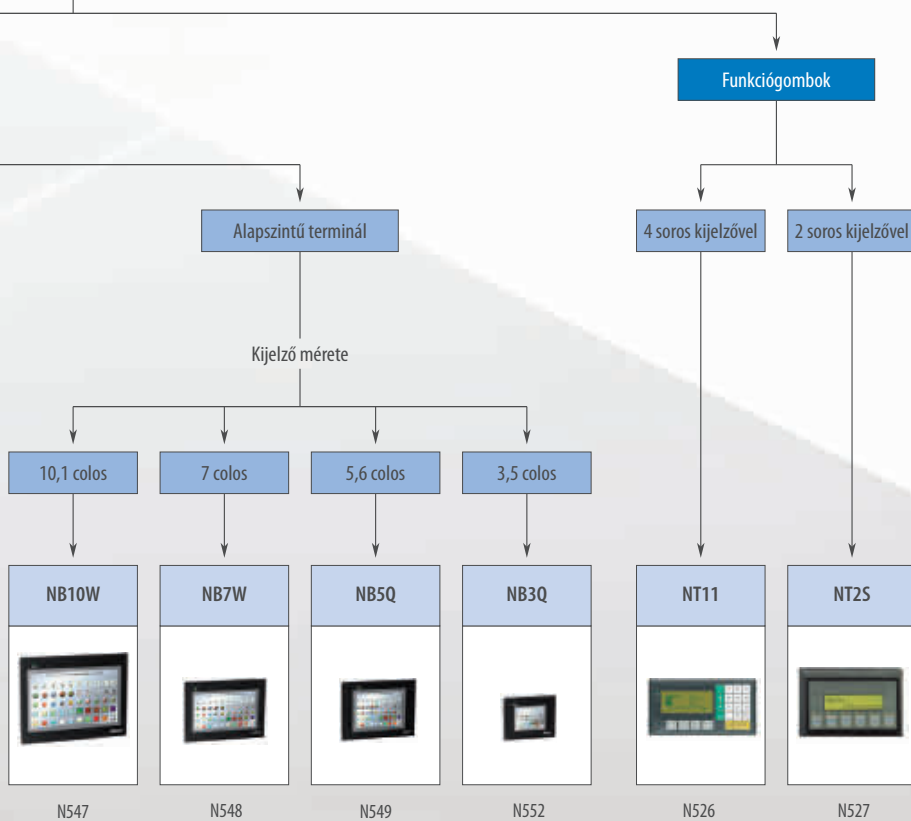 Funkciógombok
Alapszintű terminál
4 soros kijelzővel
2 soros kijelzővel
Kijelző mérete
10,1 colos
7 colos
5,6 colos
3,5 colos
NB10W
NB7W
NB5Q
NB3Q
NT11
NT2S
N547
N548
N549
N552
N526
N527